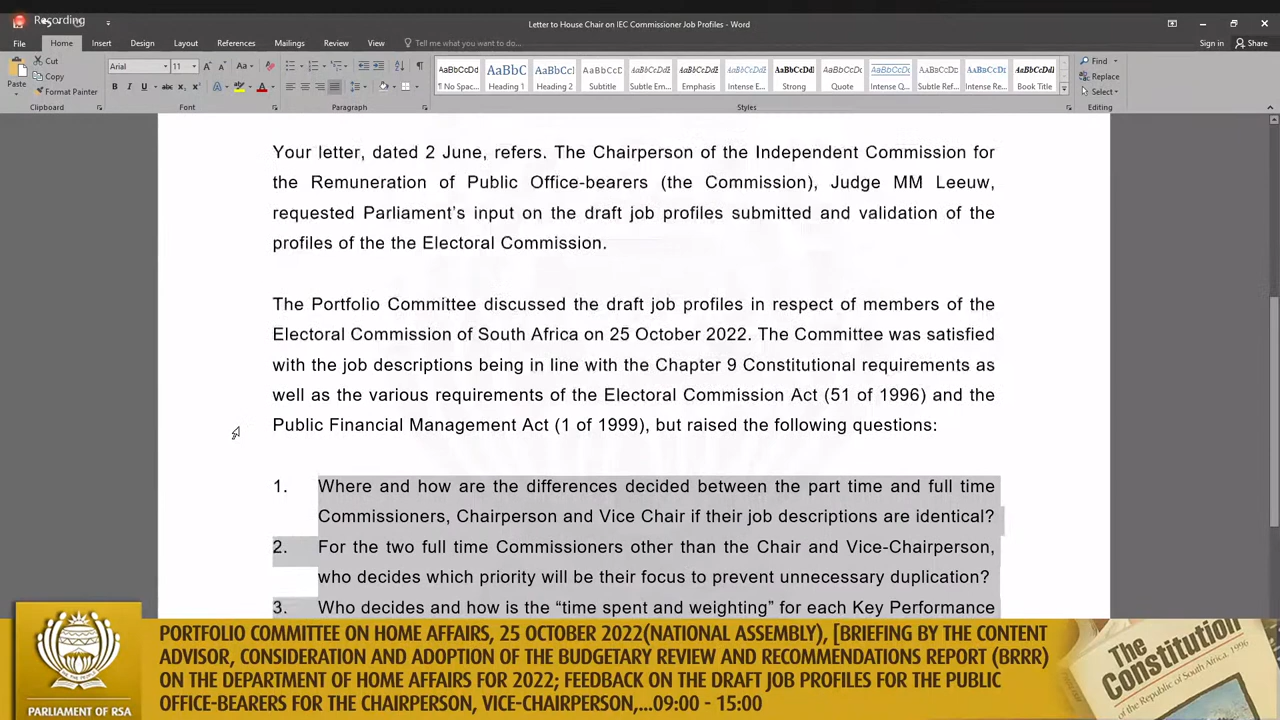 Recording
Letter to House Chair on IEC Commissioner Job Profiles - Word
File Home Insert Design Layout References Mailings Review View Tell me what you want to do... Sign in Share
Paste Cut Copy Format Painter
Clipboard
Arial 11
Font
Paragraph
AaBbCcDd AaBbC AaBbCcI AaBbCcD AaBbCcDdE AaBbCcDdE AaBbCcDdE AaBbCcDd AaBbCcDdE AaBbCcDd AaBbCcDd AaBbCcDd AaBbCcDdI
¶ No Spac... Heading 1 Heading 2 Subtitle Subtle Em... Emphasis Intense E... Strong Quote Intense Q... Subtle Ref... Intense Re... Book Title
Styles
Find
Replace
Select
Editing
Your letter, dated 2 June, refers. The Chairperson of the Independent Commission for
the Remuneration of Public Office-bearers (the Commission), Judge MM Leeuw,
requested Parliament's input on the draft job profiles submitted and validation of the
profiles of the the Electoral Commission.
The Portfolio Committee discussed the draft job profiles in respect of members of the
Electoral Commission of South Africa on 25 October 2022. The Committee was satisfied
with the job descriptions being in line with the Chapter 9 Constitutional requirements as
well as the various requirements of the Electoral Commission Act (51 of 1996) and the
Public Financial Management Act (1 of 1999), but raised the following questions:
1. Where and how are the differences decided between the part time and full time
Commissioners, Chairperson and Vice Chair if their job descriptions are identical?
2. For the two full time Commissioners other than the Chair and Vice-Chairperson,
who decides which priority will be their focus to prevent unnecessary duplication?
3. Who decides and how is the “time spent and weighting” for each Key Performance
PORTFOLIO COMMITTEE ON HOME AFFAIRS, 25 OCTOBER 2022(NATIONAL ASSEMBLY), [BRIEFING BY THE CONTENT
ADVISOR, CONSIDERATION AND ADOPTION OF THE BUDGETARY REVIEW AND RECOMMENDATIONS REPORT (BRRR)
ON THE DEPARTMENT OF HOME AFFAIRS FOR 2022; FEEDBACK ON THE DRAFT JOB PROFILES FOR THE PUBLIC
OFFICE-BEARERS FOR THE CHAIRPERSON, VICE-CHAIRPERSON,...09:00 - 15:00
PARLIAMENT OF RSA
The
Constitution
of the Republic of South Africa, 1996